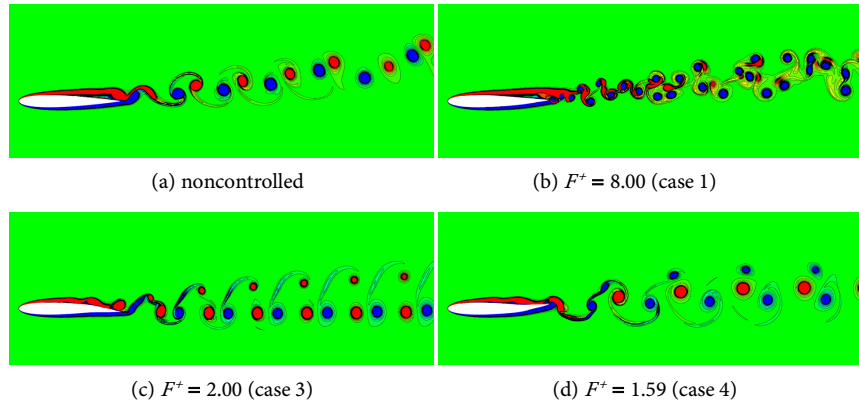 (a) noncontrolled
(b) F⁺ = 8.00 (case 1)
(c) F⁺ = 2.00 (case 3)
(d) F⁺ = 1.59 (case 4)